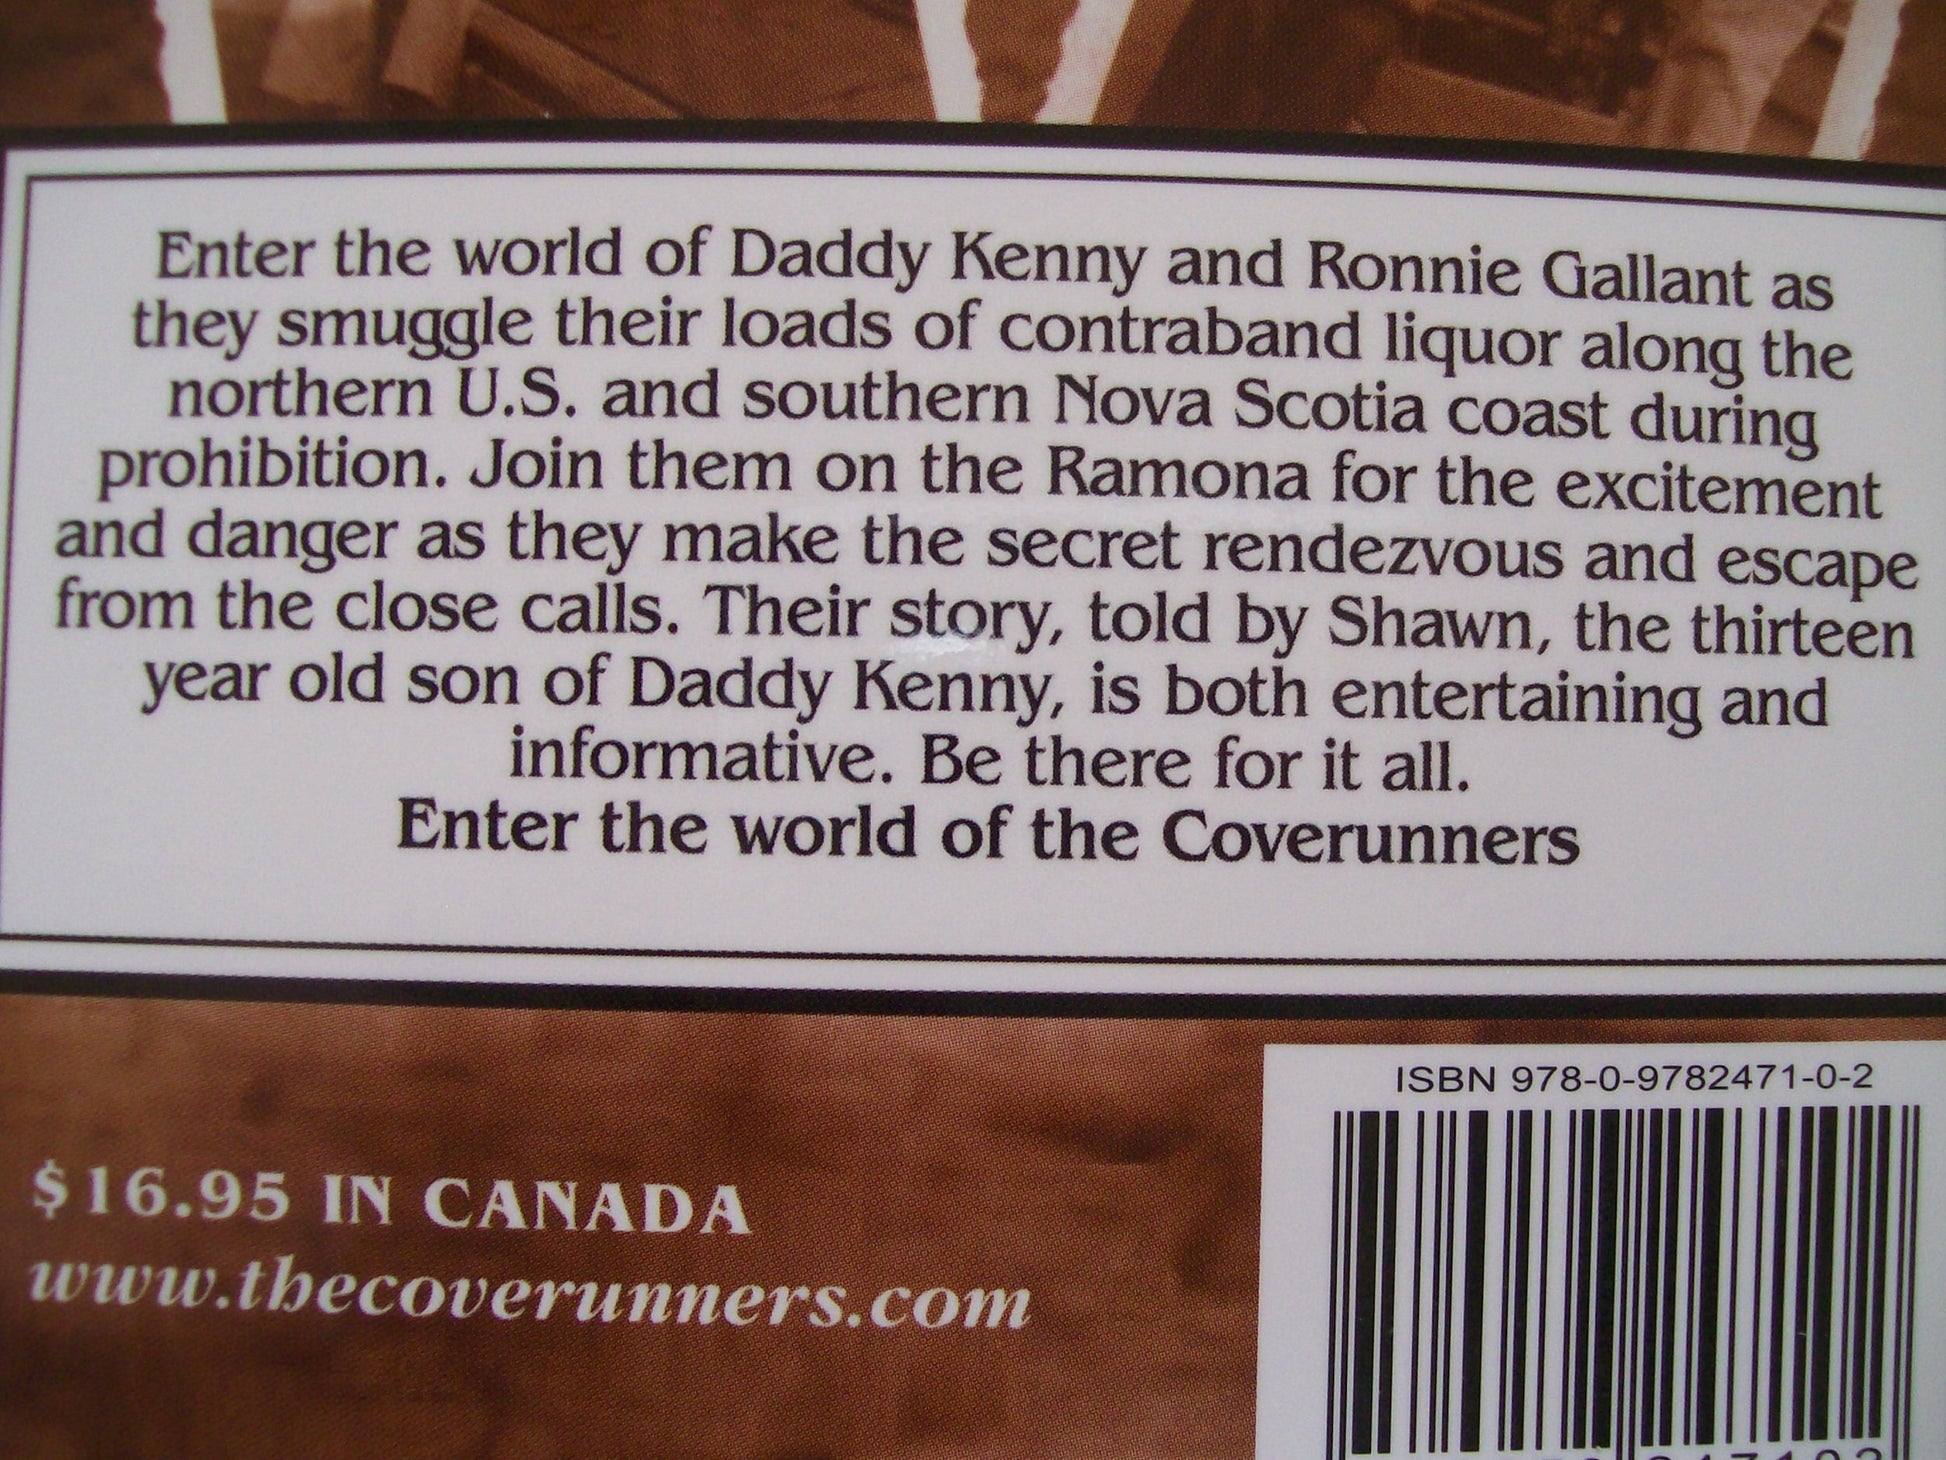 Enter the world of Daddy Kenny and Ronnie Gallant as
they smuggle their loads of contraband liquor along the
northern U.S. and southern Nova Scotia coast during
prohibition. Join them on the Ramona for the excitement
and danger as they make the secret rendezvous and escape
from the close calls. Their story, told by Shawn, the thirteen
year old son of Daddy Kenny, is both entertaining and
informative. Be there for it all.
Enter the world of the Coverunners
ISBN 978-0-9782471-0-2
$16.95 IN CANADA
www.thecoverunners.com